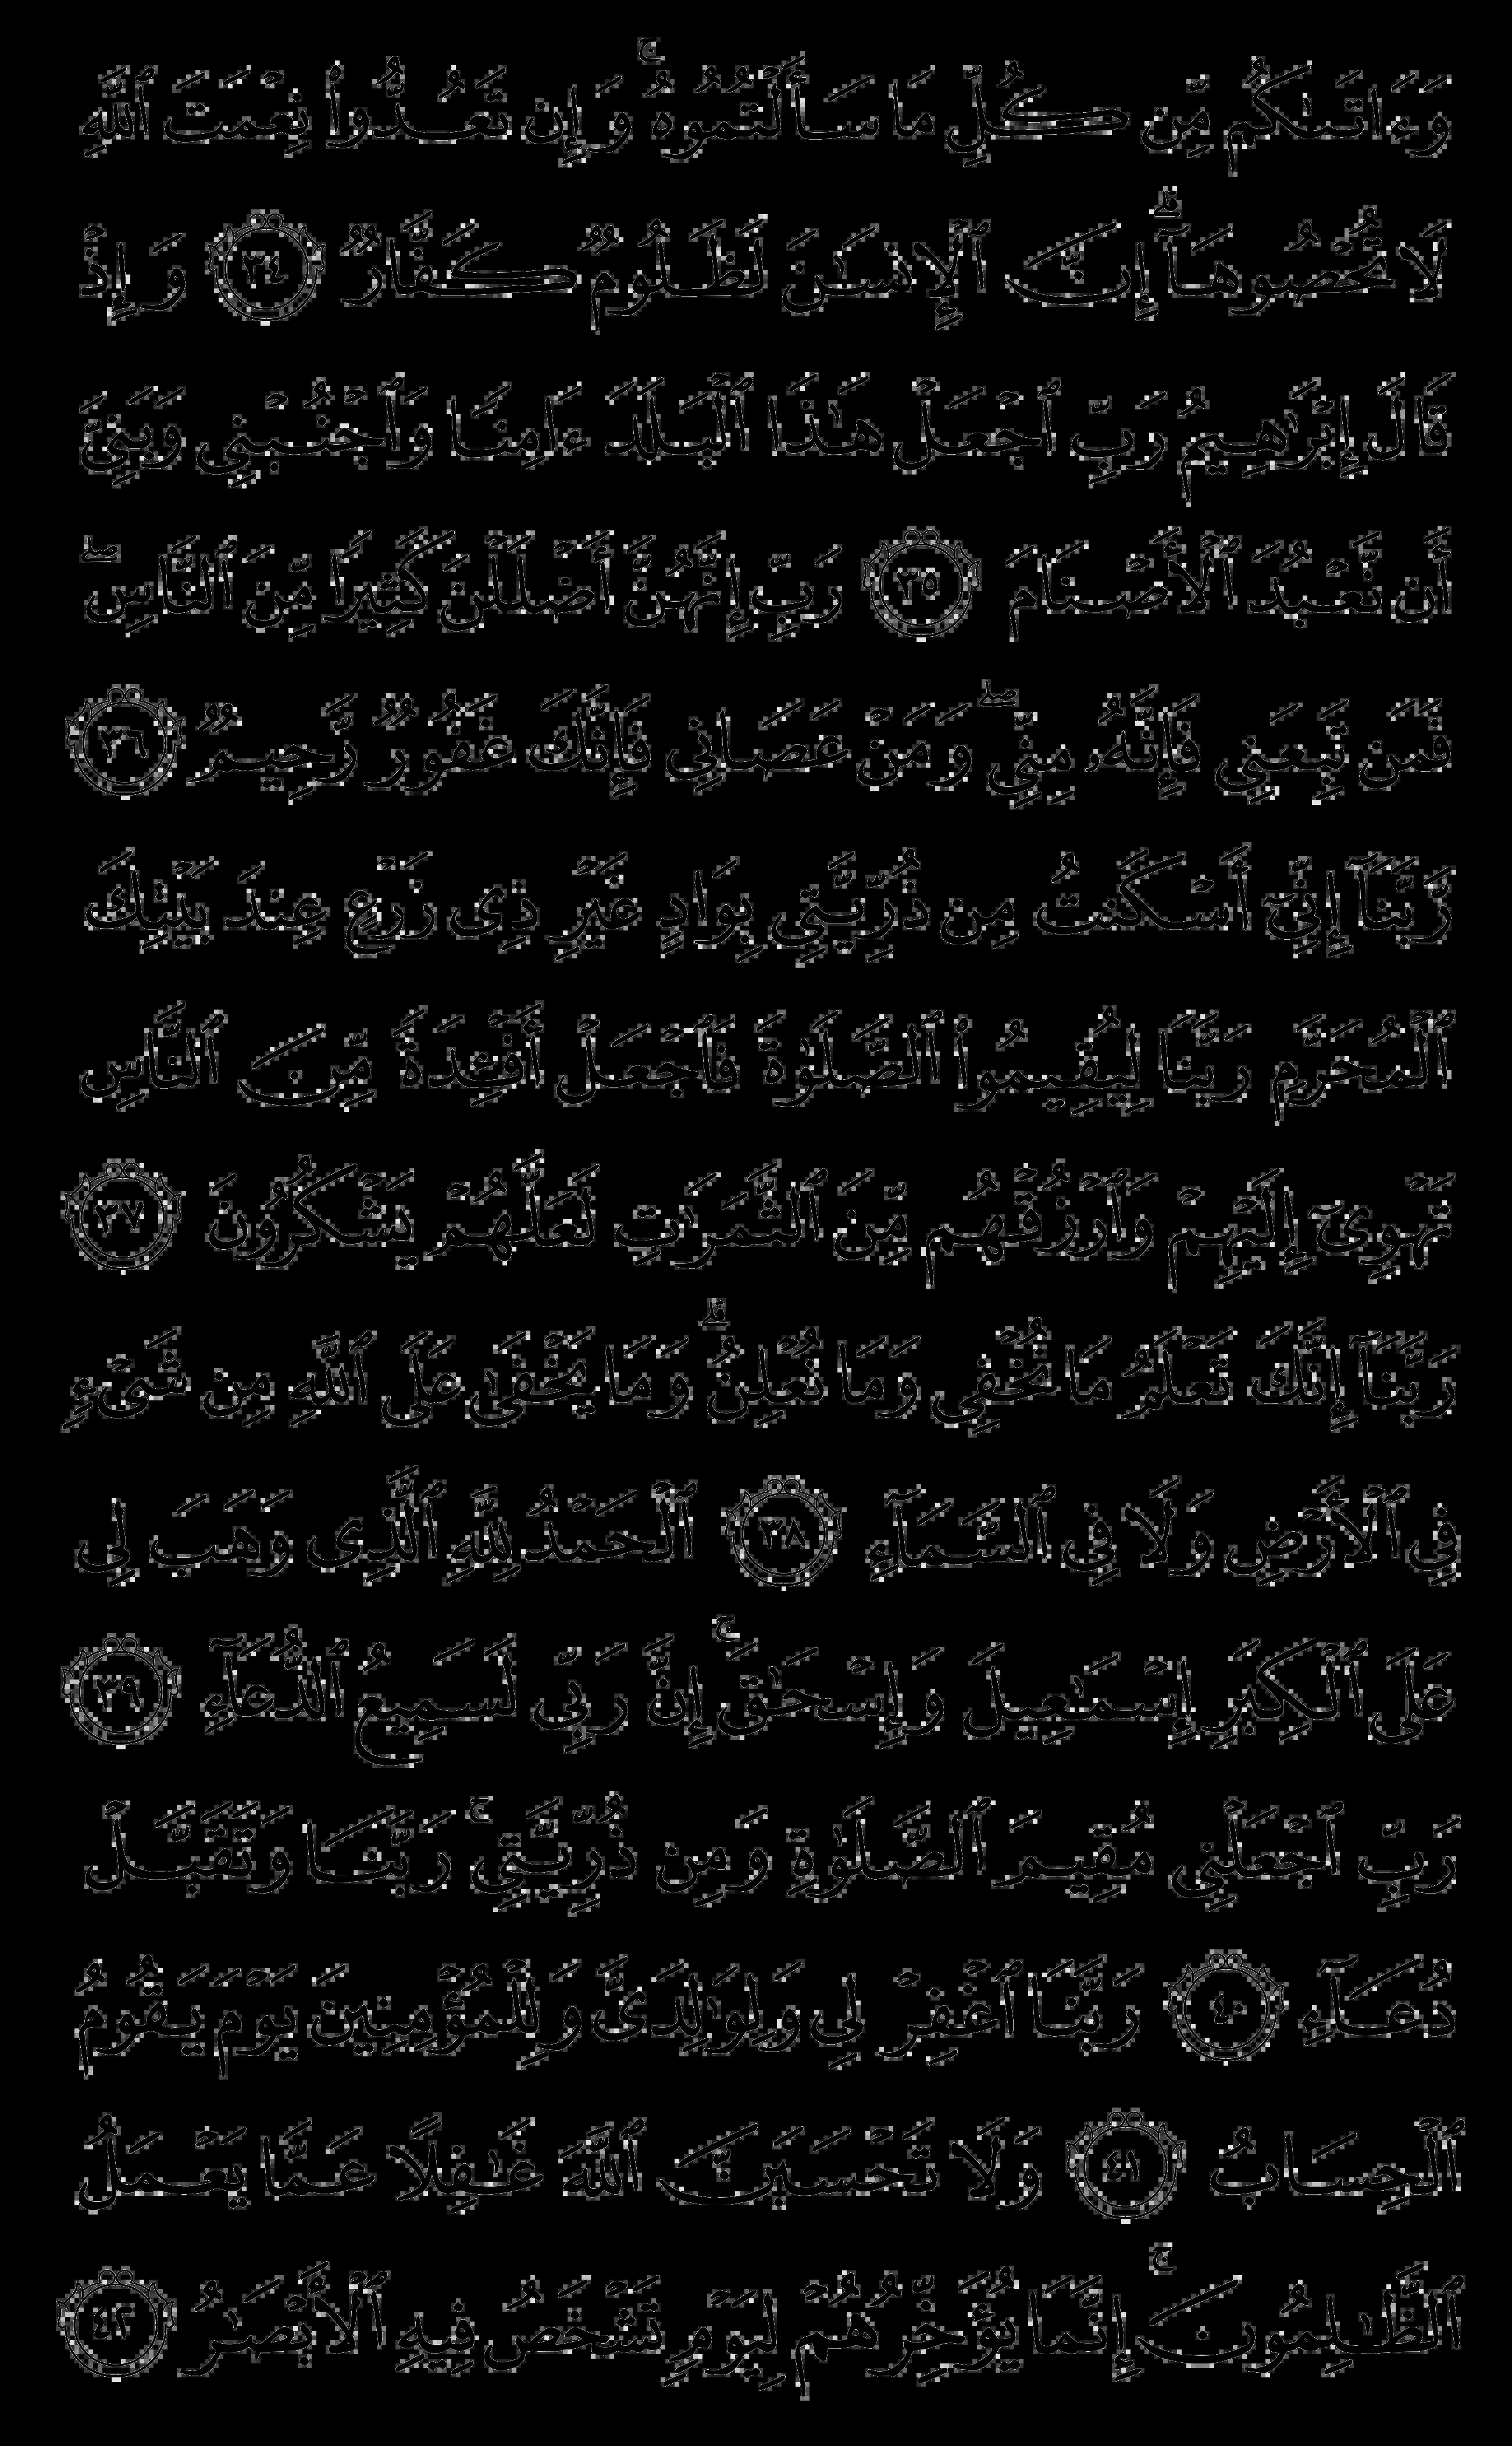 وَءَاتَىٰكُم مِّن كُلِّ مَا سَأَلْتُمُوهُ ۚ وَإِن تَعُدُّوا۟ نِعْمَتَ ٱللَّهِ
لَا تُحْصُوهَآ ۗ إِنَّ ٱلْإِنسَـٰنَ لَظَلُومٌ كَفَّارٌ ٣٤ وَإِذْ
قَالَ إِبْرَٰهِيمُ رَبِّ ٱجْعَلْ هَـٰذَا ٱلْبَلَدَ ءَامِنًا وَٱجْنُبْنِى وَبَنِىَّ
أَن نَّعْبُدَ ٱلْأَصْنَامَ ٣٥ رَبِّ إِنَّهُنَّ أَضْلَلْنَ كَثِيرًا مِّنَ ٱلنَّاسِ ۖ
فَمَن تَبِعَنِى فَإِنَّهُۥ مِنِّى ۖ وَمَنْ عَصَانِى فَإِنَّكَ غَفُورٌ رَّحِيمٌ ٣٦
رَّبَّنَآ إِنِّىٓ أَسْكَنتُ مِن ذُرِّيَّتِى بِوَادٍ غَيْرِ ذِى زَرْعٍ عِندَ بَيْتِكَ
ٱلْمُحَرَّمِ رَبَّنَا لِيُقِيمُوا۟ ٱلصَّلَوٰةَ فَٱجْعَلْ أَفْـِٔدَةً مِّنَ ٱلنَّاسِ
تَهْوِىٓ إِلَيْهِمْ وَٱرْزُقْهُم مِّنَ ٱلثَّمَرَٰتِ لَعَلَّهُمْ يَشْكُرُونَ ٣٧
رَبَّنَآ إِنَّكَ تَعْلَمُ مَا نُخْفِى وَمَا نُعْلِنُ ۗ وَمَا يَخْفَىٰ عَلَى ٱللَّهِ مِن شَىْءٍ
فِى ٱلْأَرْضِ وَلَا فِى ٱلسَّمَآءِ ٣٨ ٱلْحَمْدُ لِلَّهِ ٱلَّذِى وَهَبَ لِى
عَلَى ٱلْكِبَرِ إِسْمَـٰعِيلَ وَإِسْحَـٰقَ ۚ إِنَّ رَبِّى لَسَمِيعُ ٱلدُّعَآءِ ٣٩
رَبِّ ٱجْعَلْنِى مُقِيمَ ٱلصَّلَوٰةِ وَمِن ذُرِّيَّتِى ۚ رَبَّنَا وَتَقَبَّلْ
دُعَآءِ ٤٠ رَبَّنَا ٱغْفِرْ لِى وَلِوَٰلِدَىَّ وَلِلْمُؤْمِنِينَ يَوْمَ يَقُومُ
ٱلْحِسَابُ ٤١ وَلَا تَحْسَبَنَّ ٱللَّهَ غَـٰفِلًا عَمَّا يَعْمَلُ
ٱلظَّـٰلِمُونَ ۚ إِنَّمَا يُؤَخِّرُهُمْ لِيَوْمٍ تَشْخَصُ فِيهِ ٱلْأَبْصَـٰرُ ٤٢